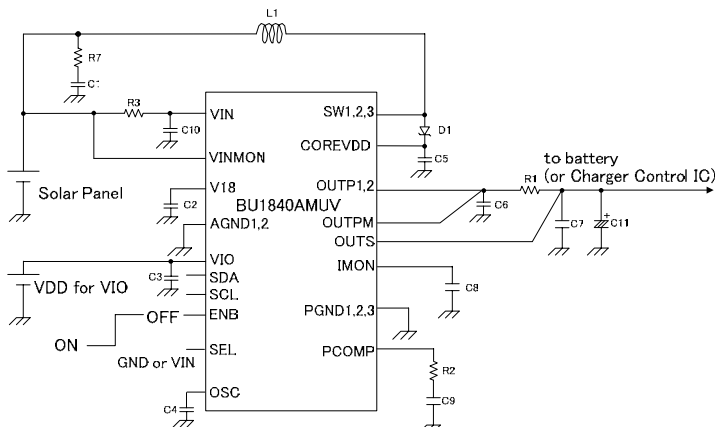 L1
R7
C1
R3
C10
VIN
VINMON
V18
C2
AGND1,2
VIO
C3
SDA
SCL
ENB
SEL
OSC
C4
Solar Panel
VDD for VIO
OFF
ON
GND or VIN
BU1840AMUV
SW1,2,3
COREVDD
D1
C5
OUTP1,2
OUTPM
OUTS
IMON
PGND1,2,3
PCOMP
C6
R1
to battery
(or Charger Control IC)
C7
+
C11
C8
R2
C9